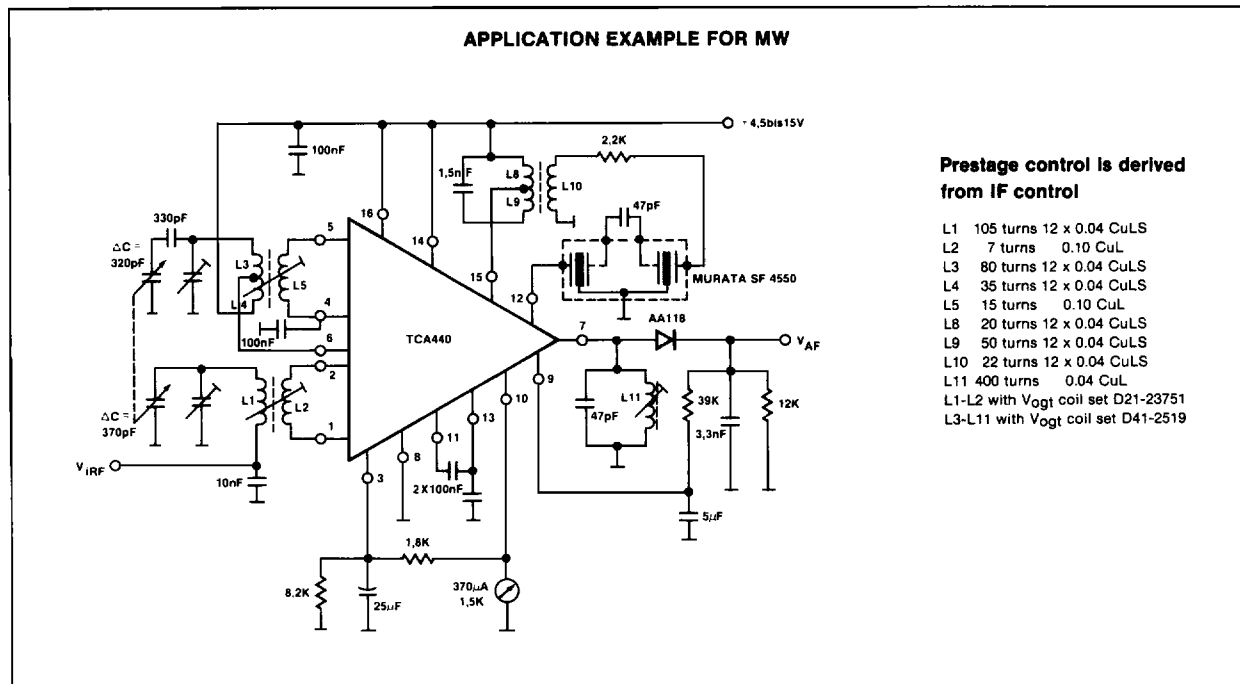 APPLICATION EXAMPLE FOR MW
- 4,5bis15V
100nF
2,2K
1,5nF
L8
L9
L10
47pF
330pF
ΔC =
320pF
16
5
14
15
12
L3
L4
L5
4
MURATA SF 4550
100nF
6
TCA440
7
AA118
VAF
2
9
ΔC =
370pF
L1
L2
1
10
13
11
8
3
47pF
L11
39K
3,3nF
12K
ViRF
10nF
2X100nF
5μF
1,8K
8,2K
25μF
370μA
1,5K
Prestage control is derived
from IF control
L1 105 turns 12 x 0.04 CuLS
L2 7 turns 0.10 CuL
L3 80 turns 12 x 0.04 CuLS
L4 35 turns 12 x 0.04 CuLS
L5 15 turns 0.10 CuL
L8 20 turns 12 x 0.04 CuLS
L9 50 turns 12 x 0.04 CuLS
L10 22 turns 12 x 0.04 CuLS
L11 400 turns 0.04 CuL
L1-L2 with Vogt coil set D21-23751
L3-L11 with Vogt coil set D41-2519